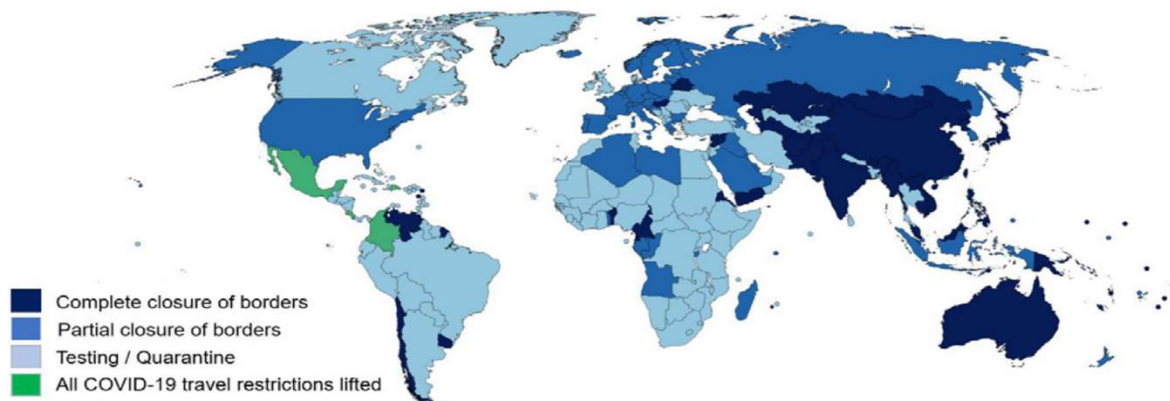 Complete closure of borders
Partial closure of borders
Testing / Quarantine
All COVID-19 travel restrictions lifted